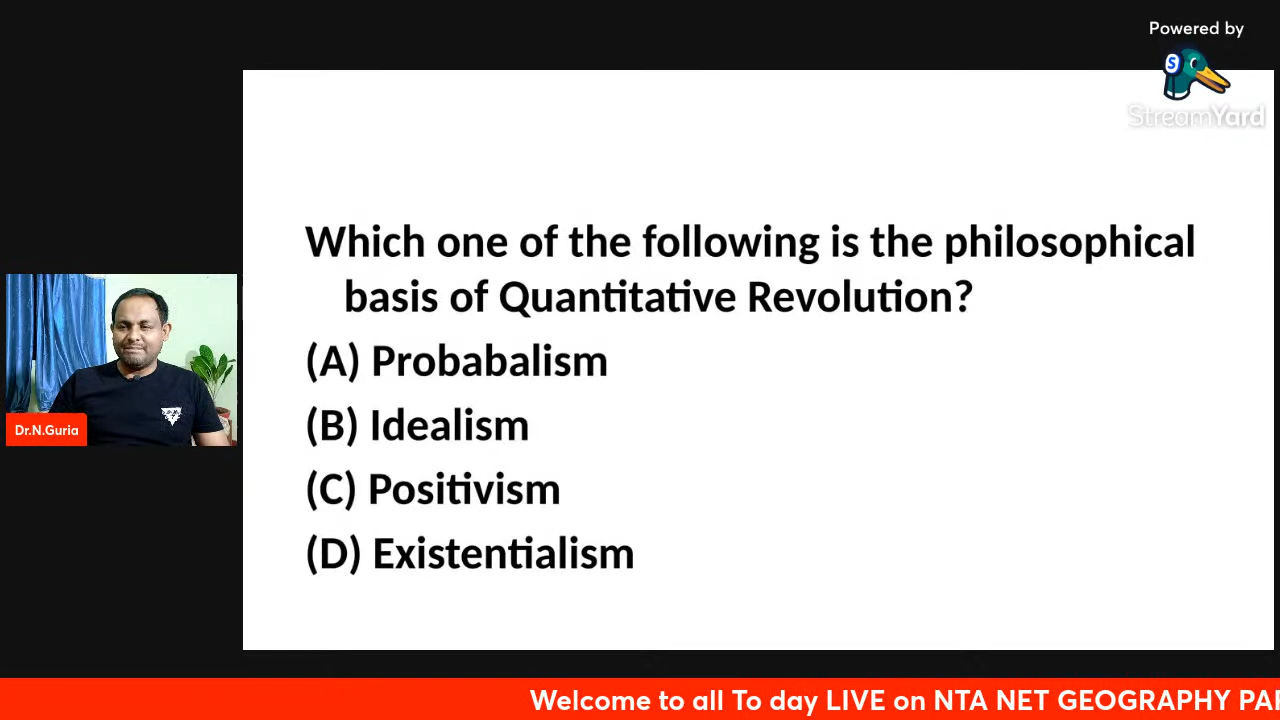 Powered by
StreamYard
Which one of the following is the philosophical
basis of Quantitative Revolution?
(A) Probabalism
(B) Idealism
(C) Positivism
(D) Existentialism
Dr.N.Guria
Welcome to all To day LIVE on NTA NET GEOGRAPHY